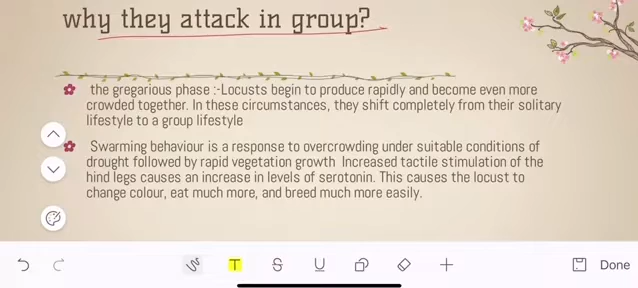 why they attack in group?
the gregarious phase :-Locusts begin to produce rapidly and become even more
crowded together. In these circumstances, they shift completely from their solitary
lifestyle to a group lifestyle
Swarming behaviour is a response to overcrowding under suitable conditions of
drought followed by rapid vegetation growth Increased tactile stimulation of the
hind legs causes an increase in levels of serotonin. This causes the locust to
change colour, eat much more, and breed much more easily.
T S U Done